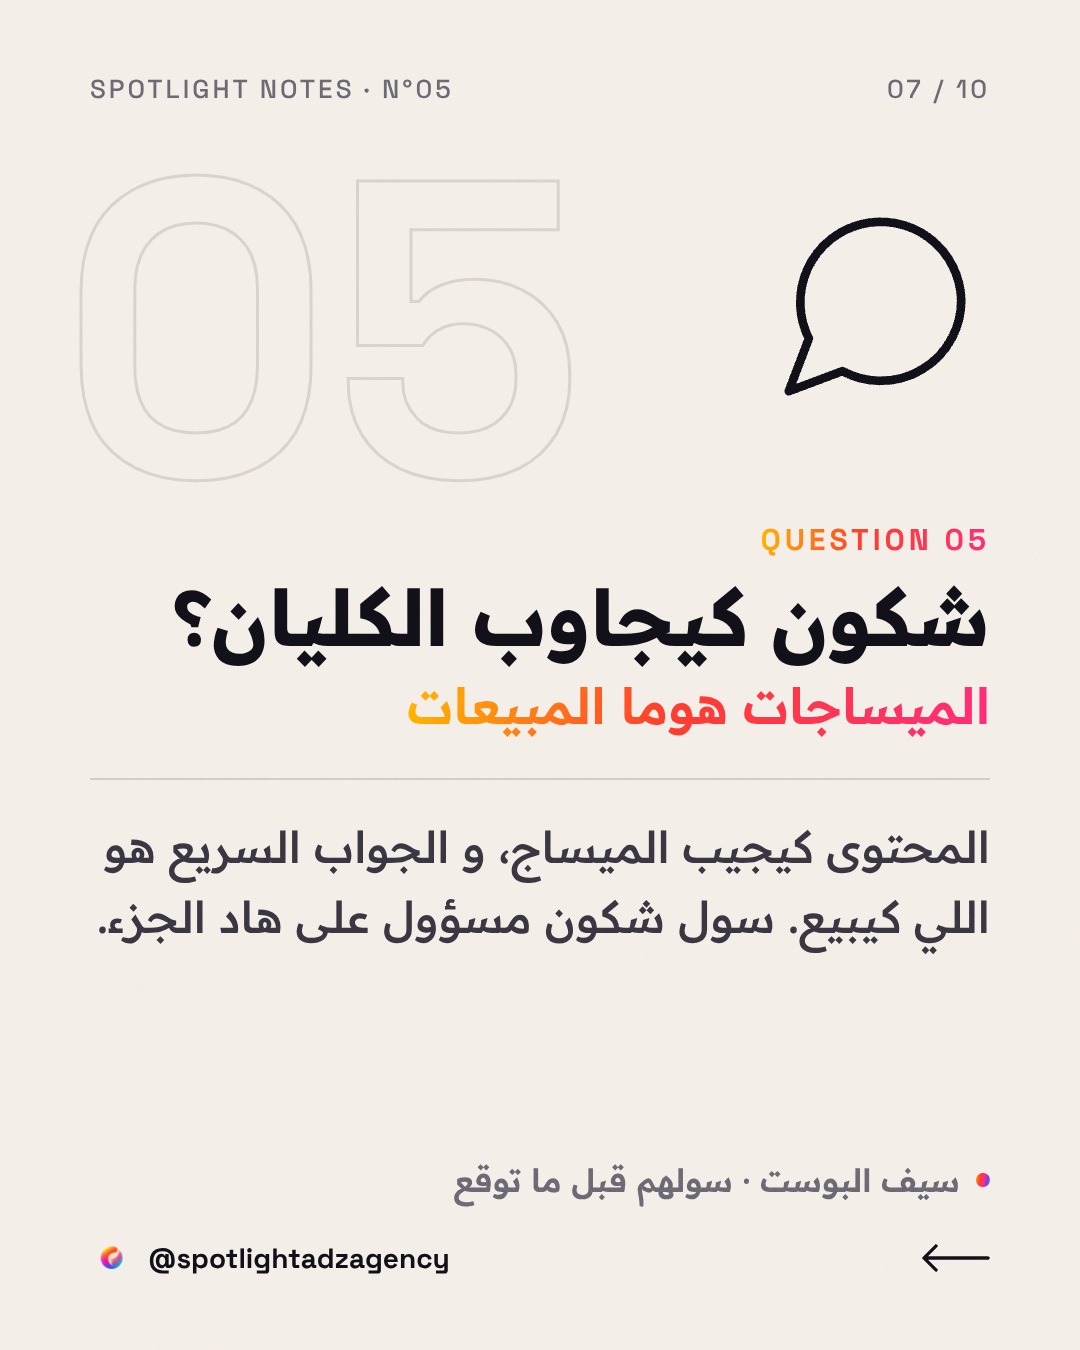 SPOTLIGHT NOTES · N°05
07 / 10
05
QUESTION 05
شكون كيجاوب الكليان؟
الميساجات هوما المبيعات
المحتوى كيجيب الميساج، و الجواب السريع هو
اللي كيبيع. سول شكون مسؤول على هاد الجزء.
سيف البوست · سولهم قبل ما توقع
@spotlightadzagency